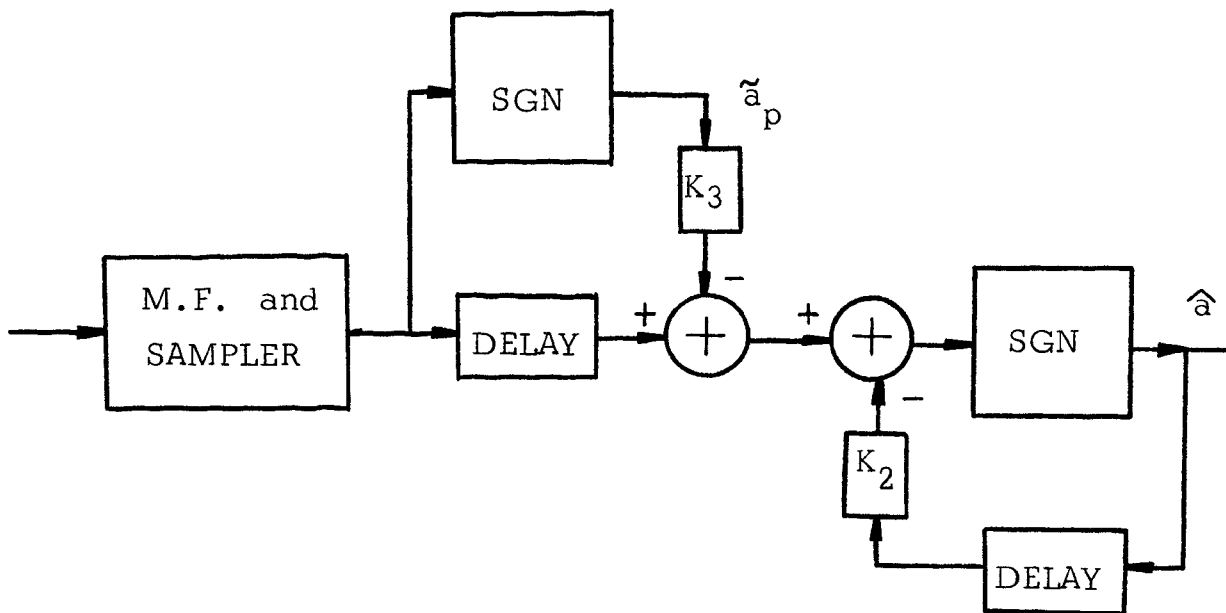 SGN
ã_p
K_3
M.F. and
SAMPLER
DELAY
+
−
+
+
+
−
SGN
â
K_2
DELAY